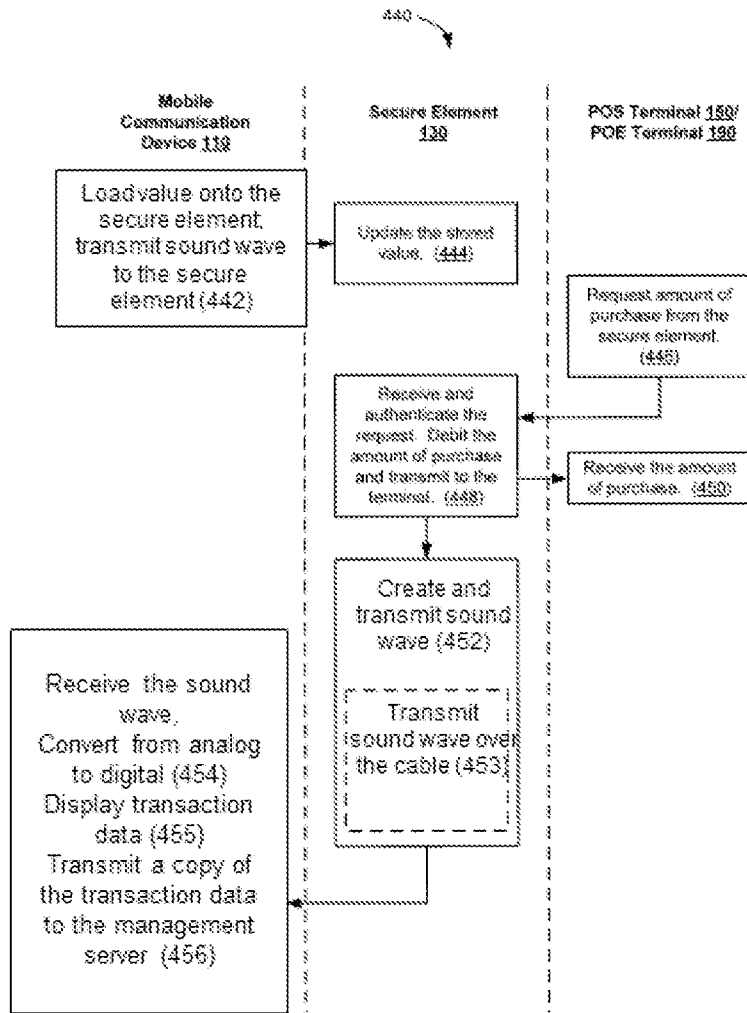 440
Mobile
Communication
Device 110
Secure Element
130
POS Terminal 150/
POE Terminal 190
Load value onto the
secure element;
transmit sound wave
to the secure
element (442)
Update the stored
value. (444)
Request amount of
purchase from the
secure element.
(446)
Receive and
authenticate the
request. Debit the
amount of purchase
and transmit to the
terminal. (448)
Receive the amount
of purchase. (450)
Create and
transmit sound
wave (452)
Transmit
sound wave over
the cable (453)
Receive the sound
wave,
Convert from analog
to digital (454)
Display transaction
data (455)
Transmit a copy of
the transaction data
to the management
server (456)